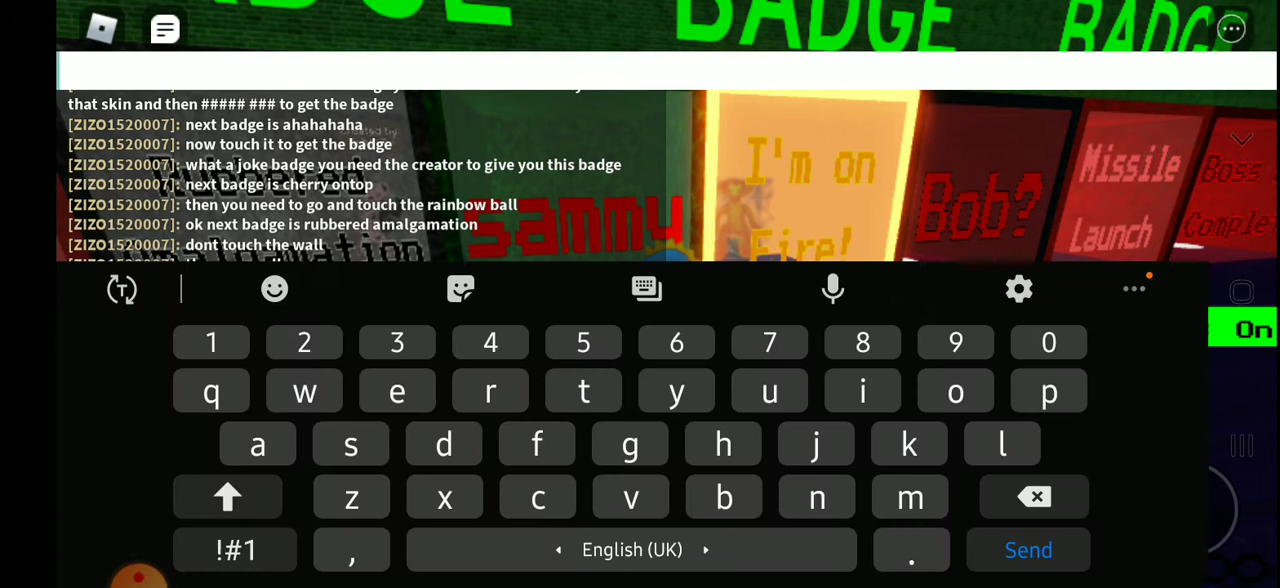 BADGE BADGE
that skin and then ##### ### to get the badge
[ZIZO1520007]: next badge is ahahahaha
[ZIZO1520007]: now touch it to get the badge
[ZIZO1520007]: what a joke badge you need the creator to give you this badge
[ZIZO1520007]: next badge is cherry ontop
[ZIZO1520007]: then you need to go and touch the rainbow ball
[ZIZO1520007]: ok next badge is rubbered amalgamation
[ZIZO1520007]: dont touch the wall
Rubbered
sammy
I'm on
Fire!
Bob?
Missile
Launch
Boss
On
T
1 2 3 4 5 6 7 8 9 0
q w e r t y u i o p
a s d f g h j k l
z x c v b n m
!#1 , English (UK) . Send